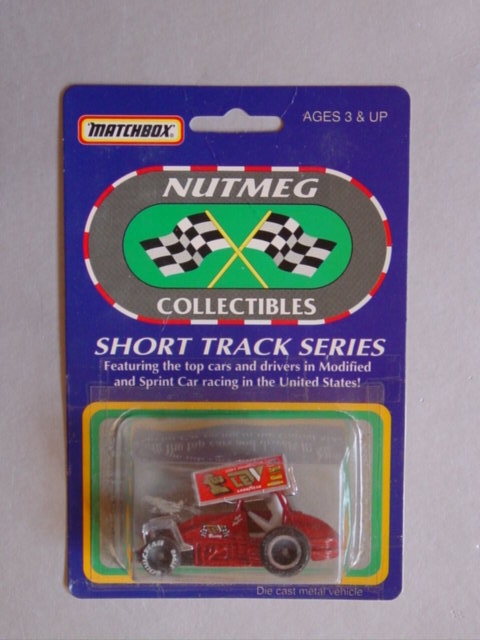 MATCHBOX
AGES 3 & UP
NUTMEG
COLLECTIBLES
SHORT TRACK SERIES
Featuring the top cars and drivers in Modified
and Sprint Car racing in the United States!
Die cast metal vehicle